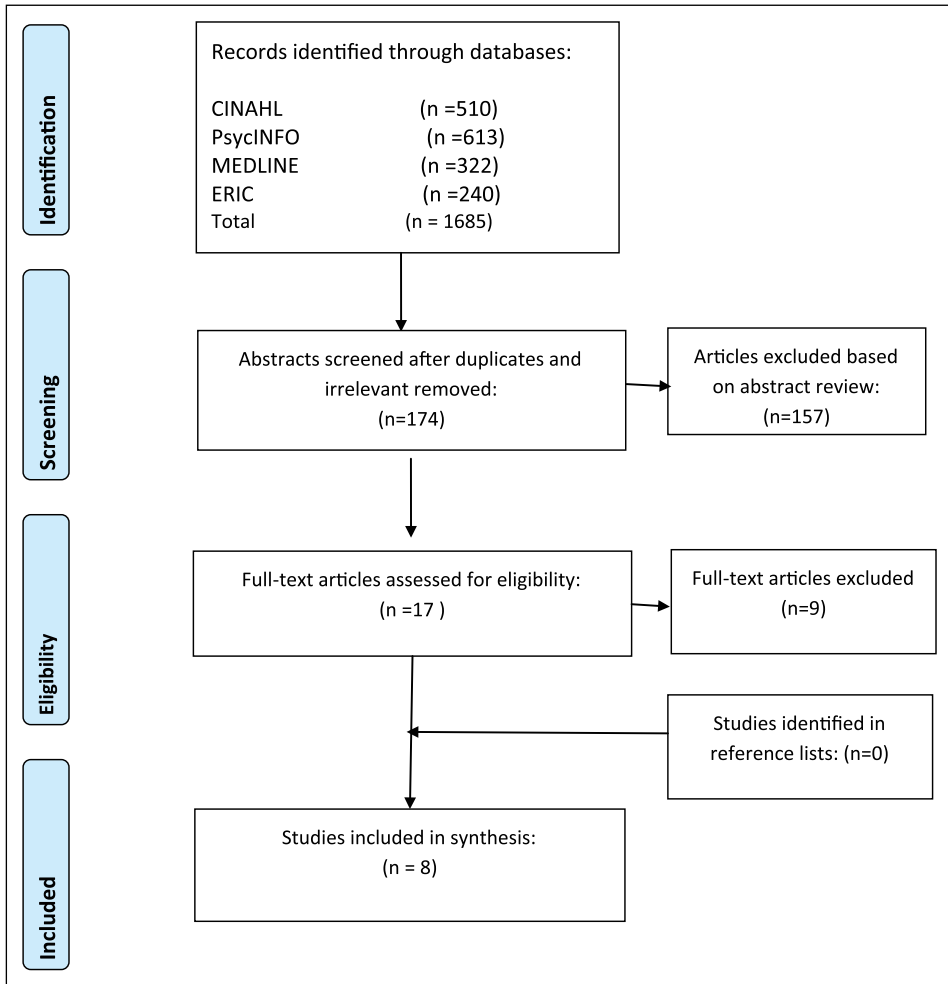 Identification
Records identified through databases:
CINAHL (n =510)
PsycINFO (n =613)
MEDLINE (n =322)
ERIC (n =240)
Total (n = 1685)
Screening
Abstracts screened after duplicates and
irrelevant removed:
(n=174)
Articles excluded based
on abstract review:
(n=157)
Eligibility
Full-text articles assessed for eligibility:
(n =17 )
Full-text articles excluded
(n=9)
Studies identified in
reference lists: (n=0)
Included
Studies included in synthesis:
(n = 8)